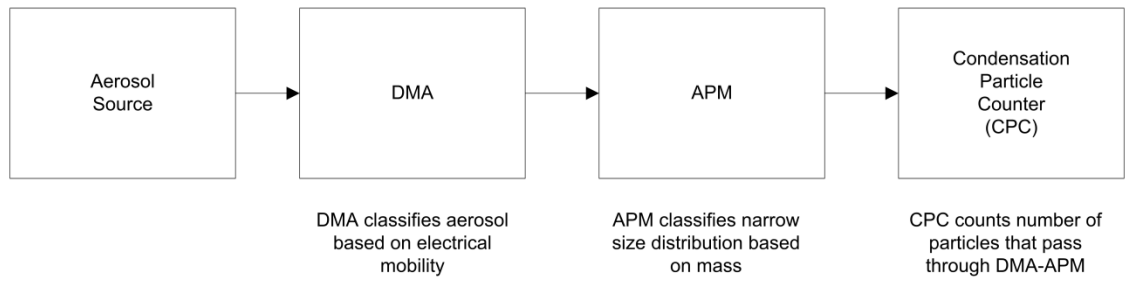 Aerosol
Source
DMA
APM
Condensation
Particle
Counter
(CPC)
DMA classifies aerosol
based on electrical
mobility
APM classifies narrow
size distribution based
on mass
CPC counts number of
particles that pass
through DMA-APM